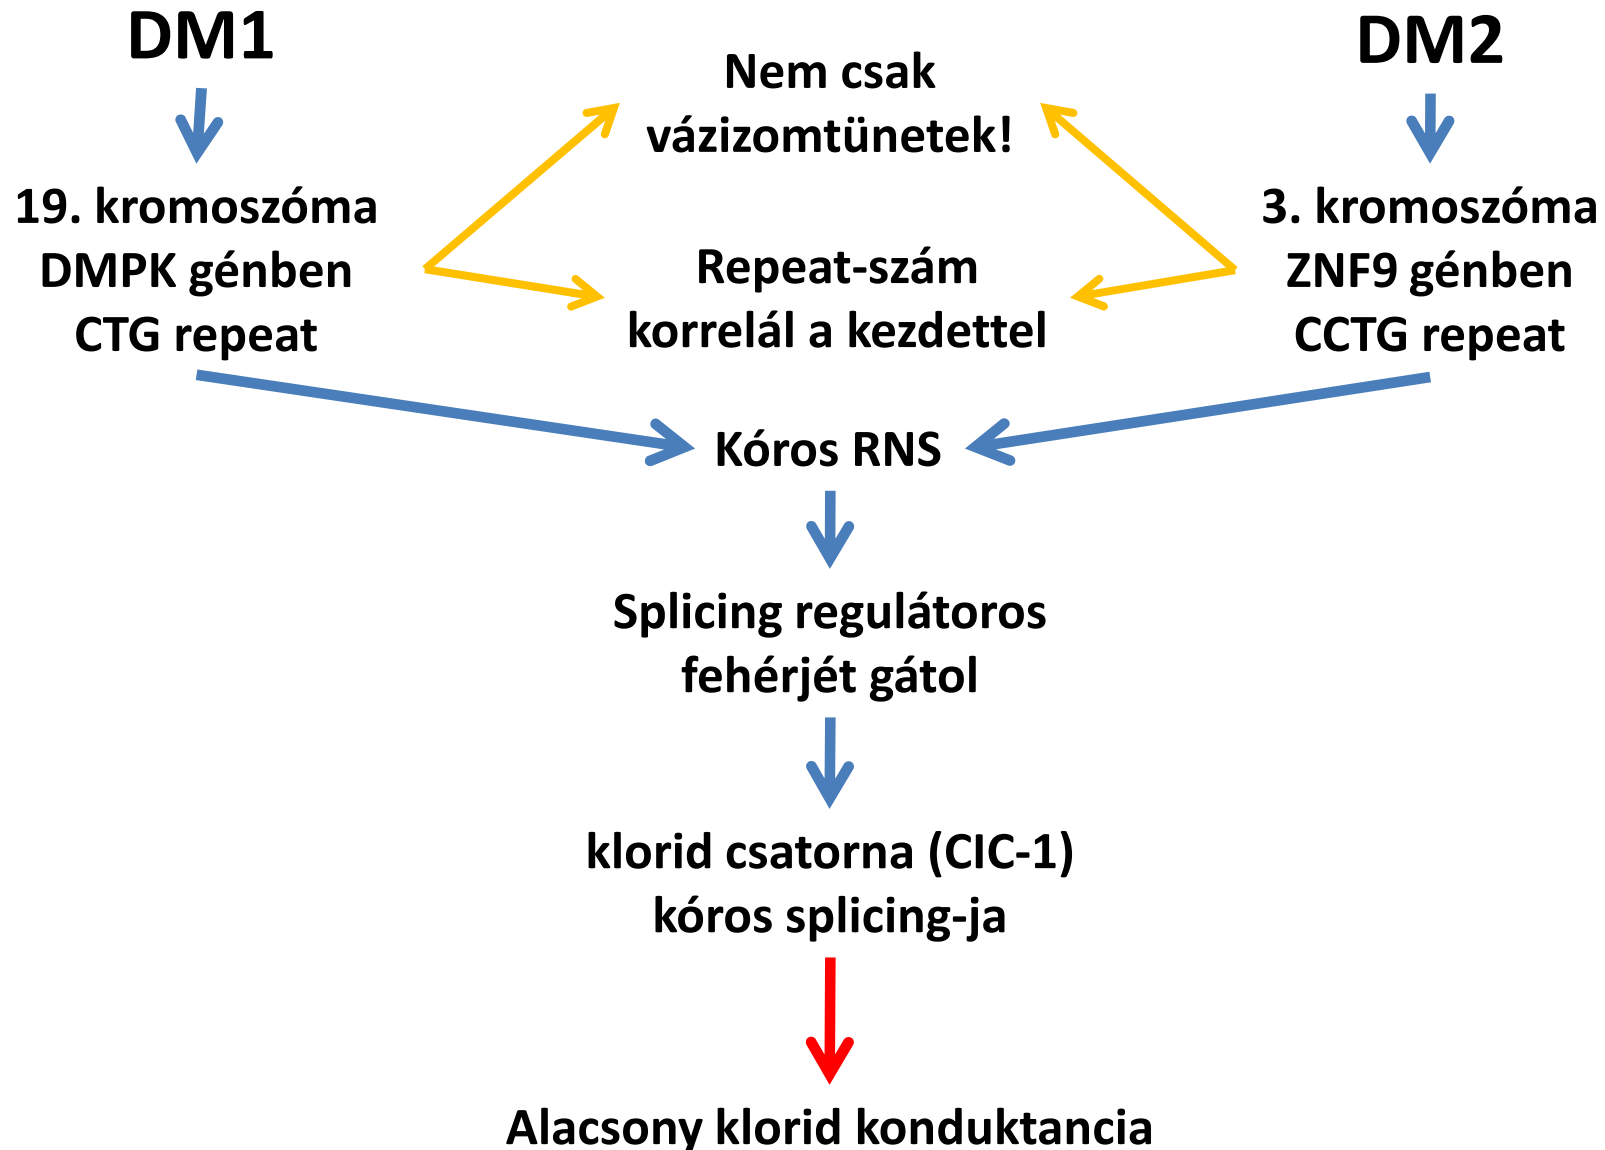 DM1
DM2
Nem csak
vázizomtünetek!
19. kromoszóma
DMPK génben
CTG repeat
Repeat-szám
korrelál a kezdettel
3. kromoszóma
ZNF9 génben
CCTG repeat
Kóros RNS
Splicing regulátoros
fehérjét gátol
klorid csatorna (CIC-1)
kóros splicing-ja
Alacsony klorid konduktancia